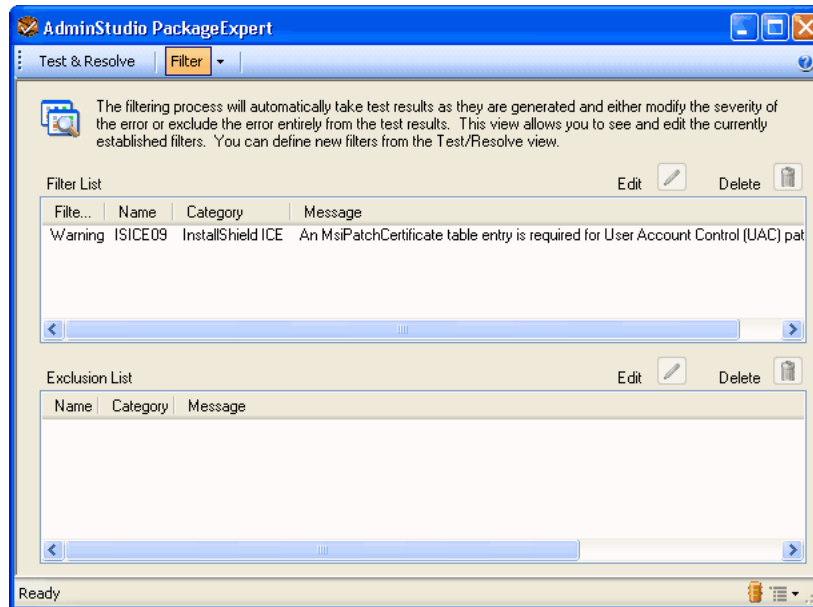 AdminStudio PackageExpert
Test & Resolve Filter
The filtering process will automatically take test results as they are generated and either modify the severity of
the error or exclude the error entirely from the test results. This view allows you to see and edit the currently
established filters. You can define new filters from the Test/Resolve view.
Filter List Edit Delete
Filte... Name Category Message
Warning ISICE09 InstallShield ICE An MsiPatchCertificate table entry is required for User Account Control (UAC) pat
Exclusion List Edit Delete
Name Category Message
Ready